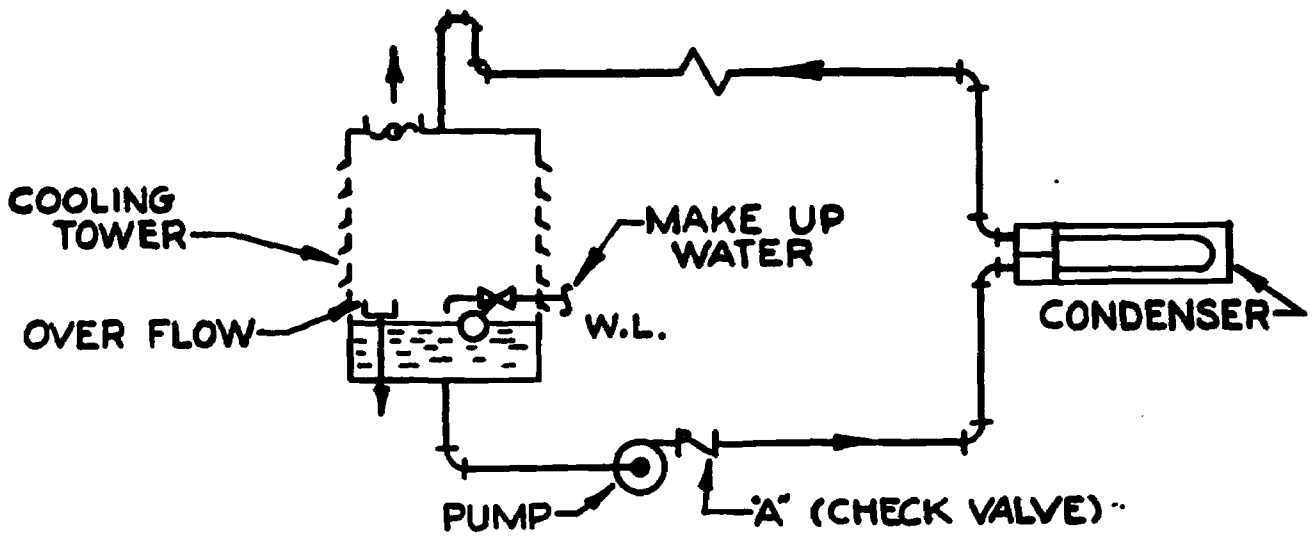 COOLING
TOWER
MAKE UP
WATER
OVER FLOW
W.L.
CONDENSER
PUMP
"A" (CHECK VALVE)